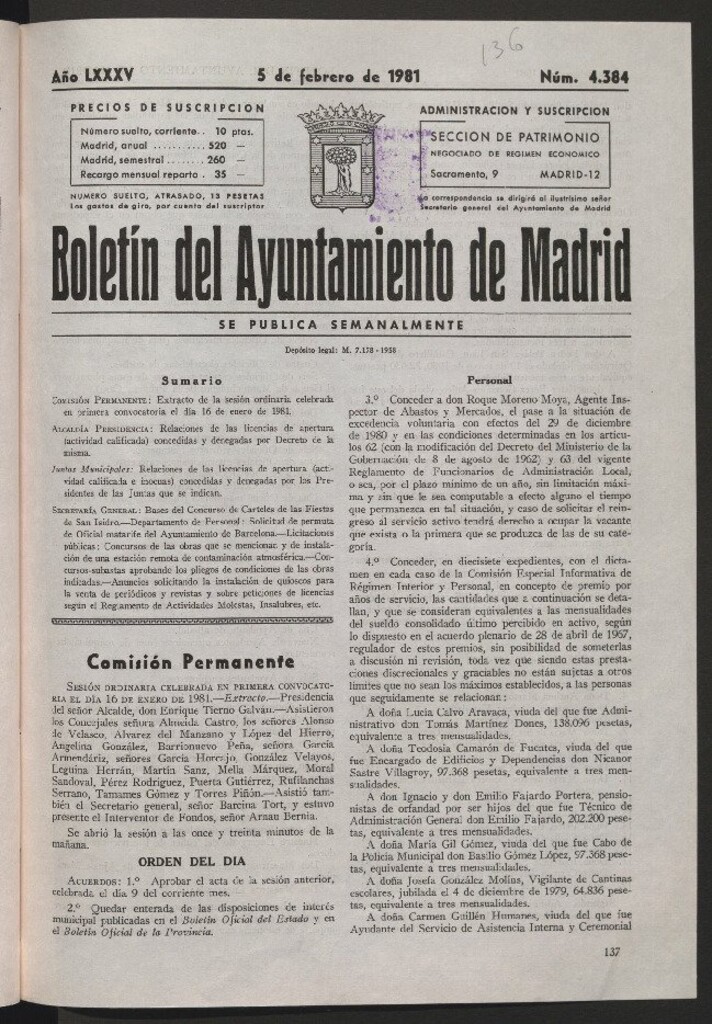 136
Año LXXXV
5 de febrero de 1981
Núm. 4.384
PRECIOS DE SUSCRIPCION
Número suelto, corriente.. 10 ptas.
Madrid, anual .......... 520 —
Madrid, semestral ....... 260 —
Recargo mensual reparto . 35 —
NUMERO SUELTO, ATRASADO, 13 PESETAS
Los gastos de giro, por cuento del suscriptor
ADMINISTRACION Y SUSCRIPCION
SECCION DE PATRIMONIO
NEGOCIADO DE REGIMEN ECONOMICO
Sacramento, 9 MADRID-12
La correspondencia se dirigirá al ilustrísimo señor
Secretario general del Ayuntamiento de Madrid
Boletín del Ayuntamiento de Madrid
SE PUBLICA SEMANALMENTE
Depósito legal: M. 7.178 - 1958
Sumario
COMISIÓN PERMANENTE: Extracto de la sesión ordinaria celebrada
en primera convocatoria el día 16 de enero de 1981.
ALCALDÍA PRESIDENCIA: Relaciones de las licencias de apertura
(actividad calificada) concedidas y denegadas por Decreto de la
misma.
Juntas Municipales: Relaciones de las licencias de apertura (acti-
vidad calificada e inocuas) concedidas y denegadas por los Pre-
sidentes de las Juntas que se indican.
SECRETARÍA GENERAL: Bases del Concurso de Carteles de las Fiestas
de San Isidro.—Departamento de Personal: Solicitud de permuta
de Oficial matarife del Ayuntamiento de Barcelona.—Licitaciones
públicas: Concursos de las obras que se mencionan y de instala-
ción de una estación remota de contaminación atmosférica.—Con-
cursos-subastas aprobando los pliegos de condiciones de las obras
indicadas.—Anuncios solicitando la instalación de quioscos para
la venta de periódicos y revistas y sobre peticiones de licencias
según el Reglamento de Actividades Molestas, Insalubres, etc.
Comisión Permanente
SESIÓN ORDINARIA CELEBRADA EN PRIMERA CONVOCATO-
RIA EL DÍA 16 DE ENERO DE 1981.—Extracto.—Presidencia
del señor Alcalde, don Enrique Tierno Galván.—Asistieron
los Concejales señora Almeida Castro, los señores Alonso
de Velasco, Alvarez del Manzano y López del Hierro,
Angelina González, Barrionuevo Peña, señora García
Armendáriz, señores García Horcajo, González Velayos,
Leguina Herrán, Martín Sanz, Mella Márquez, Moral
Sandoval, Pérez Rodríguez, Puerta Gutiérrez, Rufilanchas
Serrano, Tamames Gómez y Torres Piñón.—Asistió tam-
bién el Secretario general, señor Barcina Tort, y estuvo
presente el Interventor de Fondos, señor Arnau Bernia.
Se abrió la sesión a las once y treinta minutos de la
mañana.
ORDEN DEL DIA
ACUERDOS: 1.º Aprobar el acta de la sesión anterior,
celebrada el día 9 del corriente mes.
2.º Quedar enterada de las disposiciones de interés
municipal publicadas en el Boletín Oficial del Estado y en
el Boletín Oficial de la Provincia.
Personal
3.º Conceder a don Roque Moreno Moya, Agente Ins-
pector de Abastos y Mercados, el pase a la situación de
excedencia voluntaria con efectos del 29 de diciembre
de 1980 y en las condiciones determinadas en los artícu-
los 62 (con la modificación del Decreto del Ministerio de la
Gobernación de 8 de agosto de 1962) y 63 del vigente
Reglamento de Funcionarios de Administración Local,
o sea, por el plazo mínimo de un año, sin limitación máxi-
ma y sin que le sea computable a efecto alguno el tiempo
que permanezca en tal situación, y caso de solicitar el rein-
greso al servicio activo tendrá derecho a ocupar la vacante
que exista o la primera que se produzca de las de su cate-
goría.
4.º Conceder, en diecisiete expedientes, con el dicta-
men en cada caso de la Comisión Especial Informativa de
Régimen Interior y Personal, en concepto de premio por
años de servicio, las cantidades que a continuación se deta-
llan, y que se consideran equivalentes a las mensualidades
del sueldo consolidado último percibido en activo, según
lo dispuesto en el acuerdo plenario de 28 de abril de 1967,
regulador de estos premios, sin posibilidad de someterlas
a discusión ni revisión, toda vez que siendo estas presta-
ciones discrecionales y graciables no están sujetas a otros
límites que no sean los máximos establecidos, a las personas
que seguidamente se relacionan:
A doña Lucía Calvo Aravaca, viuda del que fue Admi-
nistrativo don Tomás Martínez Dones, 138.096 pesetas,
equivalente a tres mensualidades.
A doña Teodosia Camarón de Fuentes, viuda del que
fue Encargado de Edificios y Dependencias don Nicanor
Sastre Villagroy, 97.368 pesetas, equivalente a tres men-
sualidades.
A don Ignacio y don Emilio Fajardo Portera, pensio-
nistas de orfandad por ser hijos del que fue Técnico de
Administración General don Emilio Fajardo, 202.200 pesetas,
equivalente a tres mensualidades.
A doña María Gil Gómez, viuda del que fue Cabo de
la Policía Municipal don Basilio Gómez López, 97.368 pese-
tas, equivalente a tres mensualidades.
A doña Josefa González Molíns, Vigilante de Cantinas
escolares, jubilada el 4 de diciembre de 1979, 64.836 pese-
tas, equivalente a tres mensualidades.
A doña Carmen Guillén Humanes, viuda del que fue
Ayudante del Servicio de Asistencia Interna y Ceremonial
137